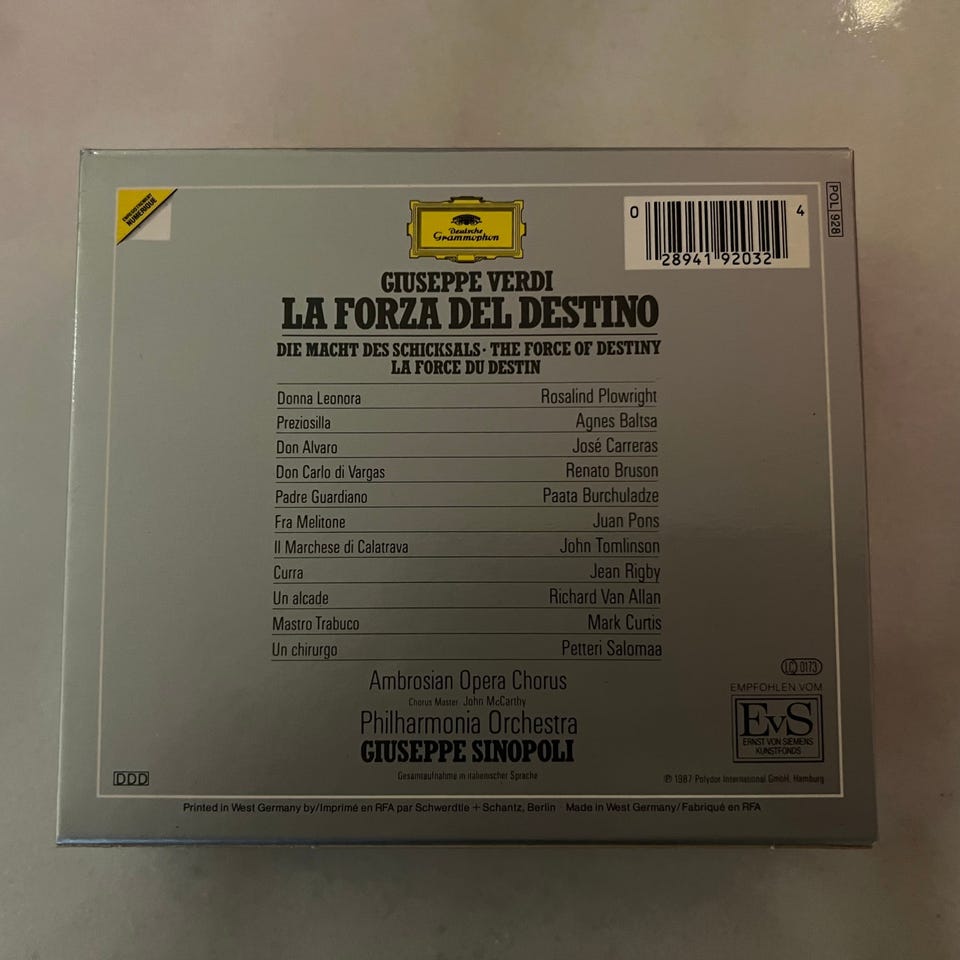 ENREGISTREMENT
NUMÉRIQUE
Deutsche
Grammophon
0 28941 92032 4
POL 928
GIUSEPPE VERDI
LA FORZA DEL DESTINO
DIE MACHT DES SCHICKSALS · THE FORCE OF DESTINY
LA FORCE DU DESTIN
Donna Leonora Rosalind Plowright
Preziosilla Agnes Baltsa
Don Alvaro José Carreras
Don Carlo di Vargas Renato Bruson
Padre Guardiano Paata Burchuladze
Fra Melitone Juan Pons
Il Marchese di Calatrava John Tomlinson
Curra Jean Rigby
Un alcade Richard Van Allan
Mastro Trabuco Mark Curtis
Un chirurgo Petteri Salomaa
Ambrosian Opera Chorus
Chorus Master: John McCarthy
Philharmonia Orchestra
GIUSEPPE SINOPOLI
Gesamtaufnahme in italienischer Sprache
LC 0173
EMPFOHLEN VOM
EvS
ERNST VON SIEMENS
KUNSTFONDS
DDD
℗ 1987 Polydor International GmbH, Hamburg
Printed in West Germany by/Imprimé en RFA par Schwerdtle + Schantz, Berlin Made in West Germany/Fabriqué en RFA